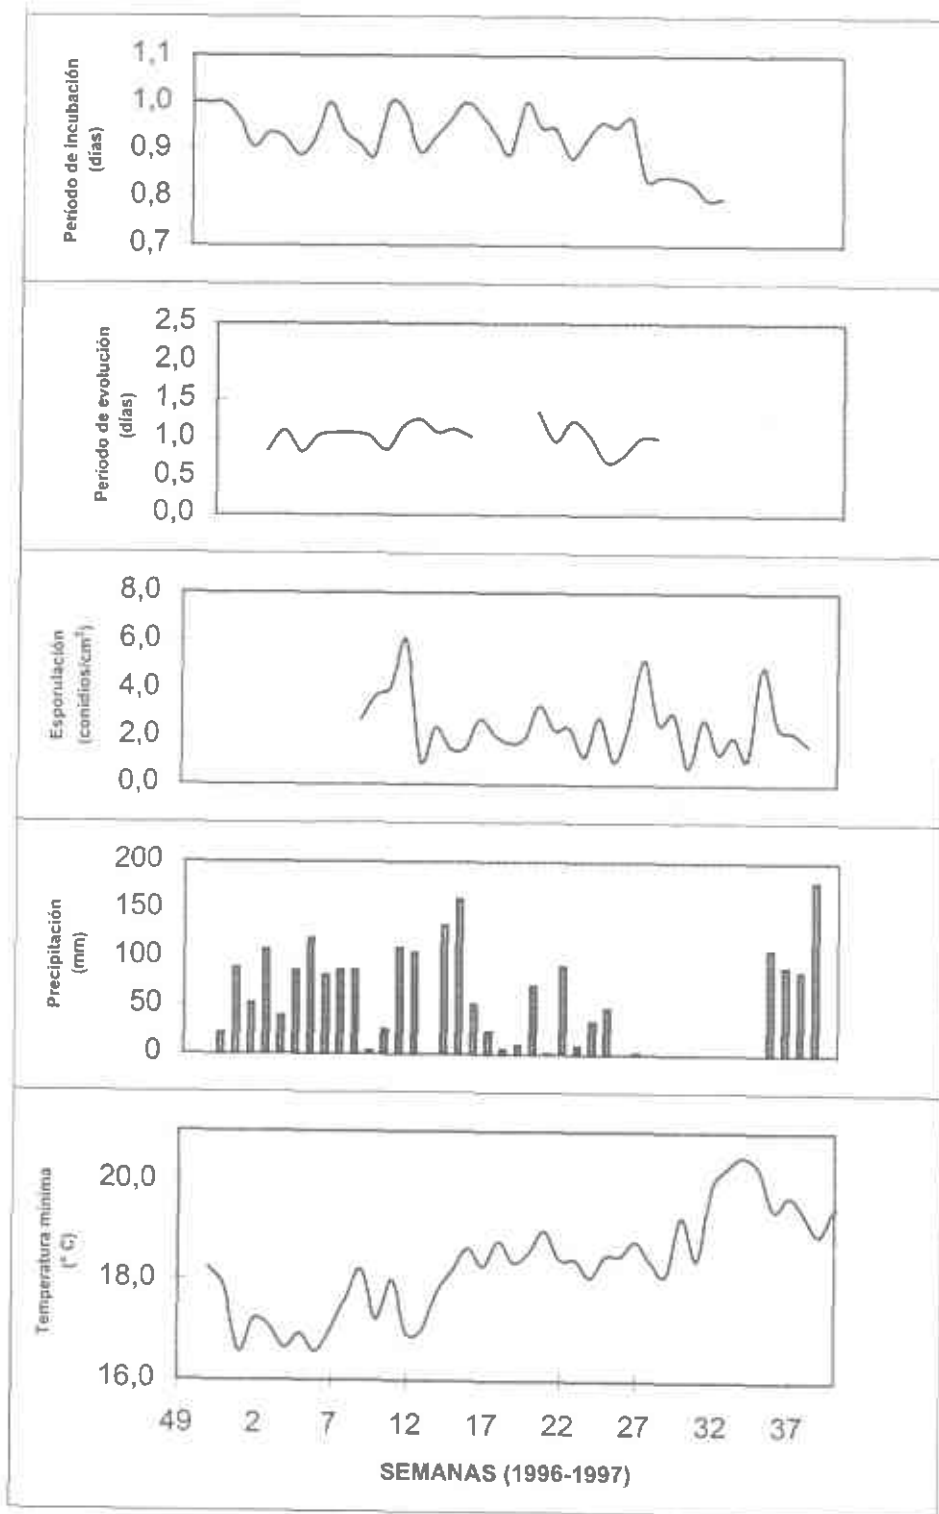 Período de incubación
(días)
1,1
1,0
0,9
0,8
0,7
Período de evolución
(días)
2,5
2,0
1,5
1,0
0,5
0,0
Esporulación
(conidios/cm²)
8,0
6,0
4,0
2,0
0,0
Precipitación
(mm)
200
150
100
50
0
Temperatura mínima
(° C)
20,0
18,0
16,0
49 2 7 12 17 22 27 32 37
SEMANAS (1996-1997)